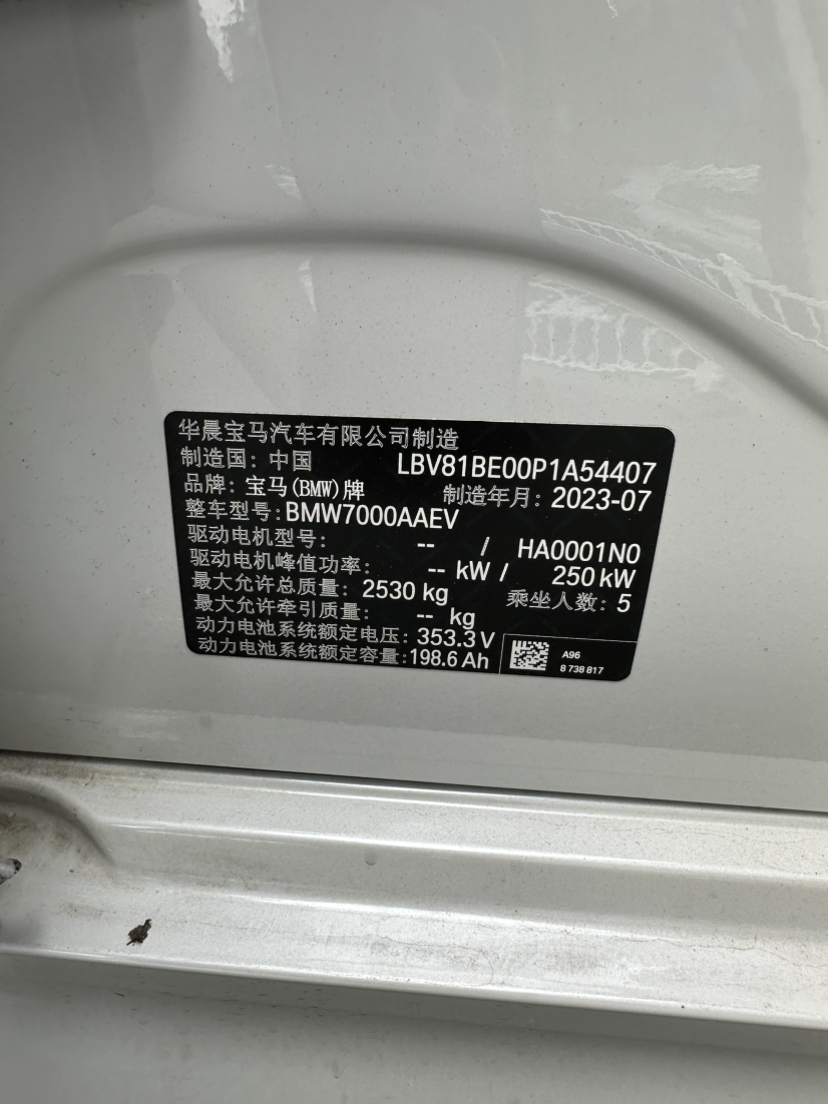 华晨宝马汽车有限公司制造
制造国：中国 LBV81BE00P1A54407
品牌：宝马(BMW)牌 制造年月：2023-07
整车型号：BMW7000AAEV
驱动电机型号： -- / HA0001N0
驱动电机峰值功率： -- kW / 250 kW
最大允许总质量：2530 kg 乘坐人数：5
最大允许牵引质量： -- kg
动力电池系统额定电压：353.3 V
动力电池系统额定容量：198.6 Ah
A96
8 738 817